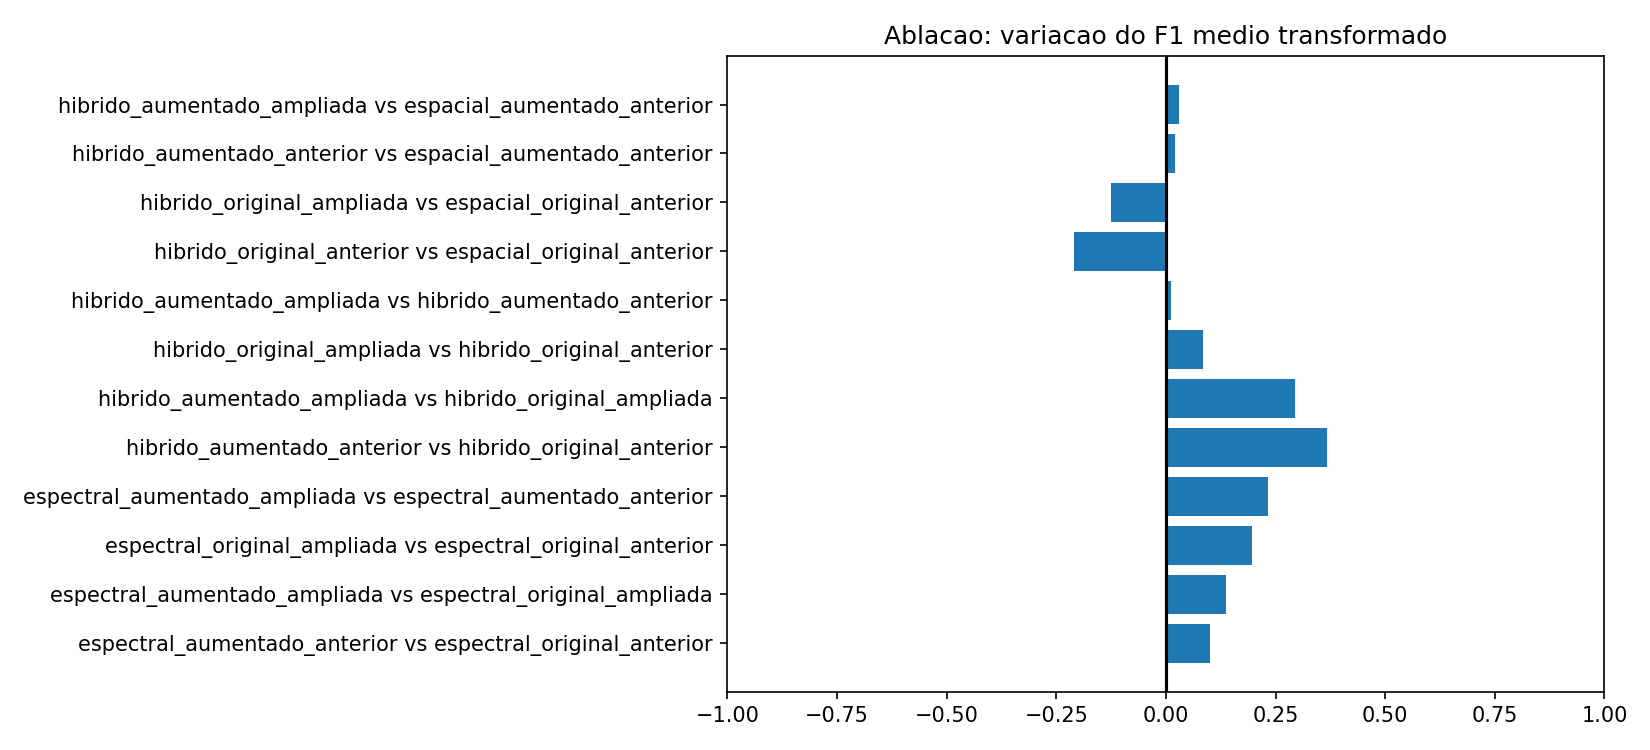 Ablacao: variacao do F1 medio transformado
hibrido_aumentado_ampliada vs espacial_aumentado_anterior
hibrido_aumentado_anterior vs espacial_aumentado_anterior
hibrido_original_ampliada vs espacial_original_anterior
hibrido_original_anterior vs espacial_original_anterior
hibrido_aumentado_ampliada vs hibrido_aumentado_anterior
hibrido_original_ampliada vs hibrido_original_anterior
hibrido_aumentado_ampliada vs hibrido_original_ampliada
hibrido_aumentado_anterior vs hibrido_original_anterior
espectral_aumentado_ampliada vs espectral_aumentado_anterior
espectral_original_ampliada vs espectral_original_anterior
espectral_aumentado_ampliada vs espectral_original_ampliada
espectral_aumentado_anterior vs espectral_original_anterior
−1.00 −0.75 −0.50 −0.25 0.00 0.25 0.50 0.75 1.00